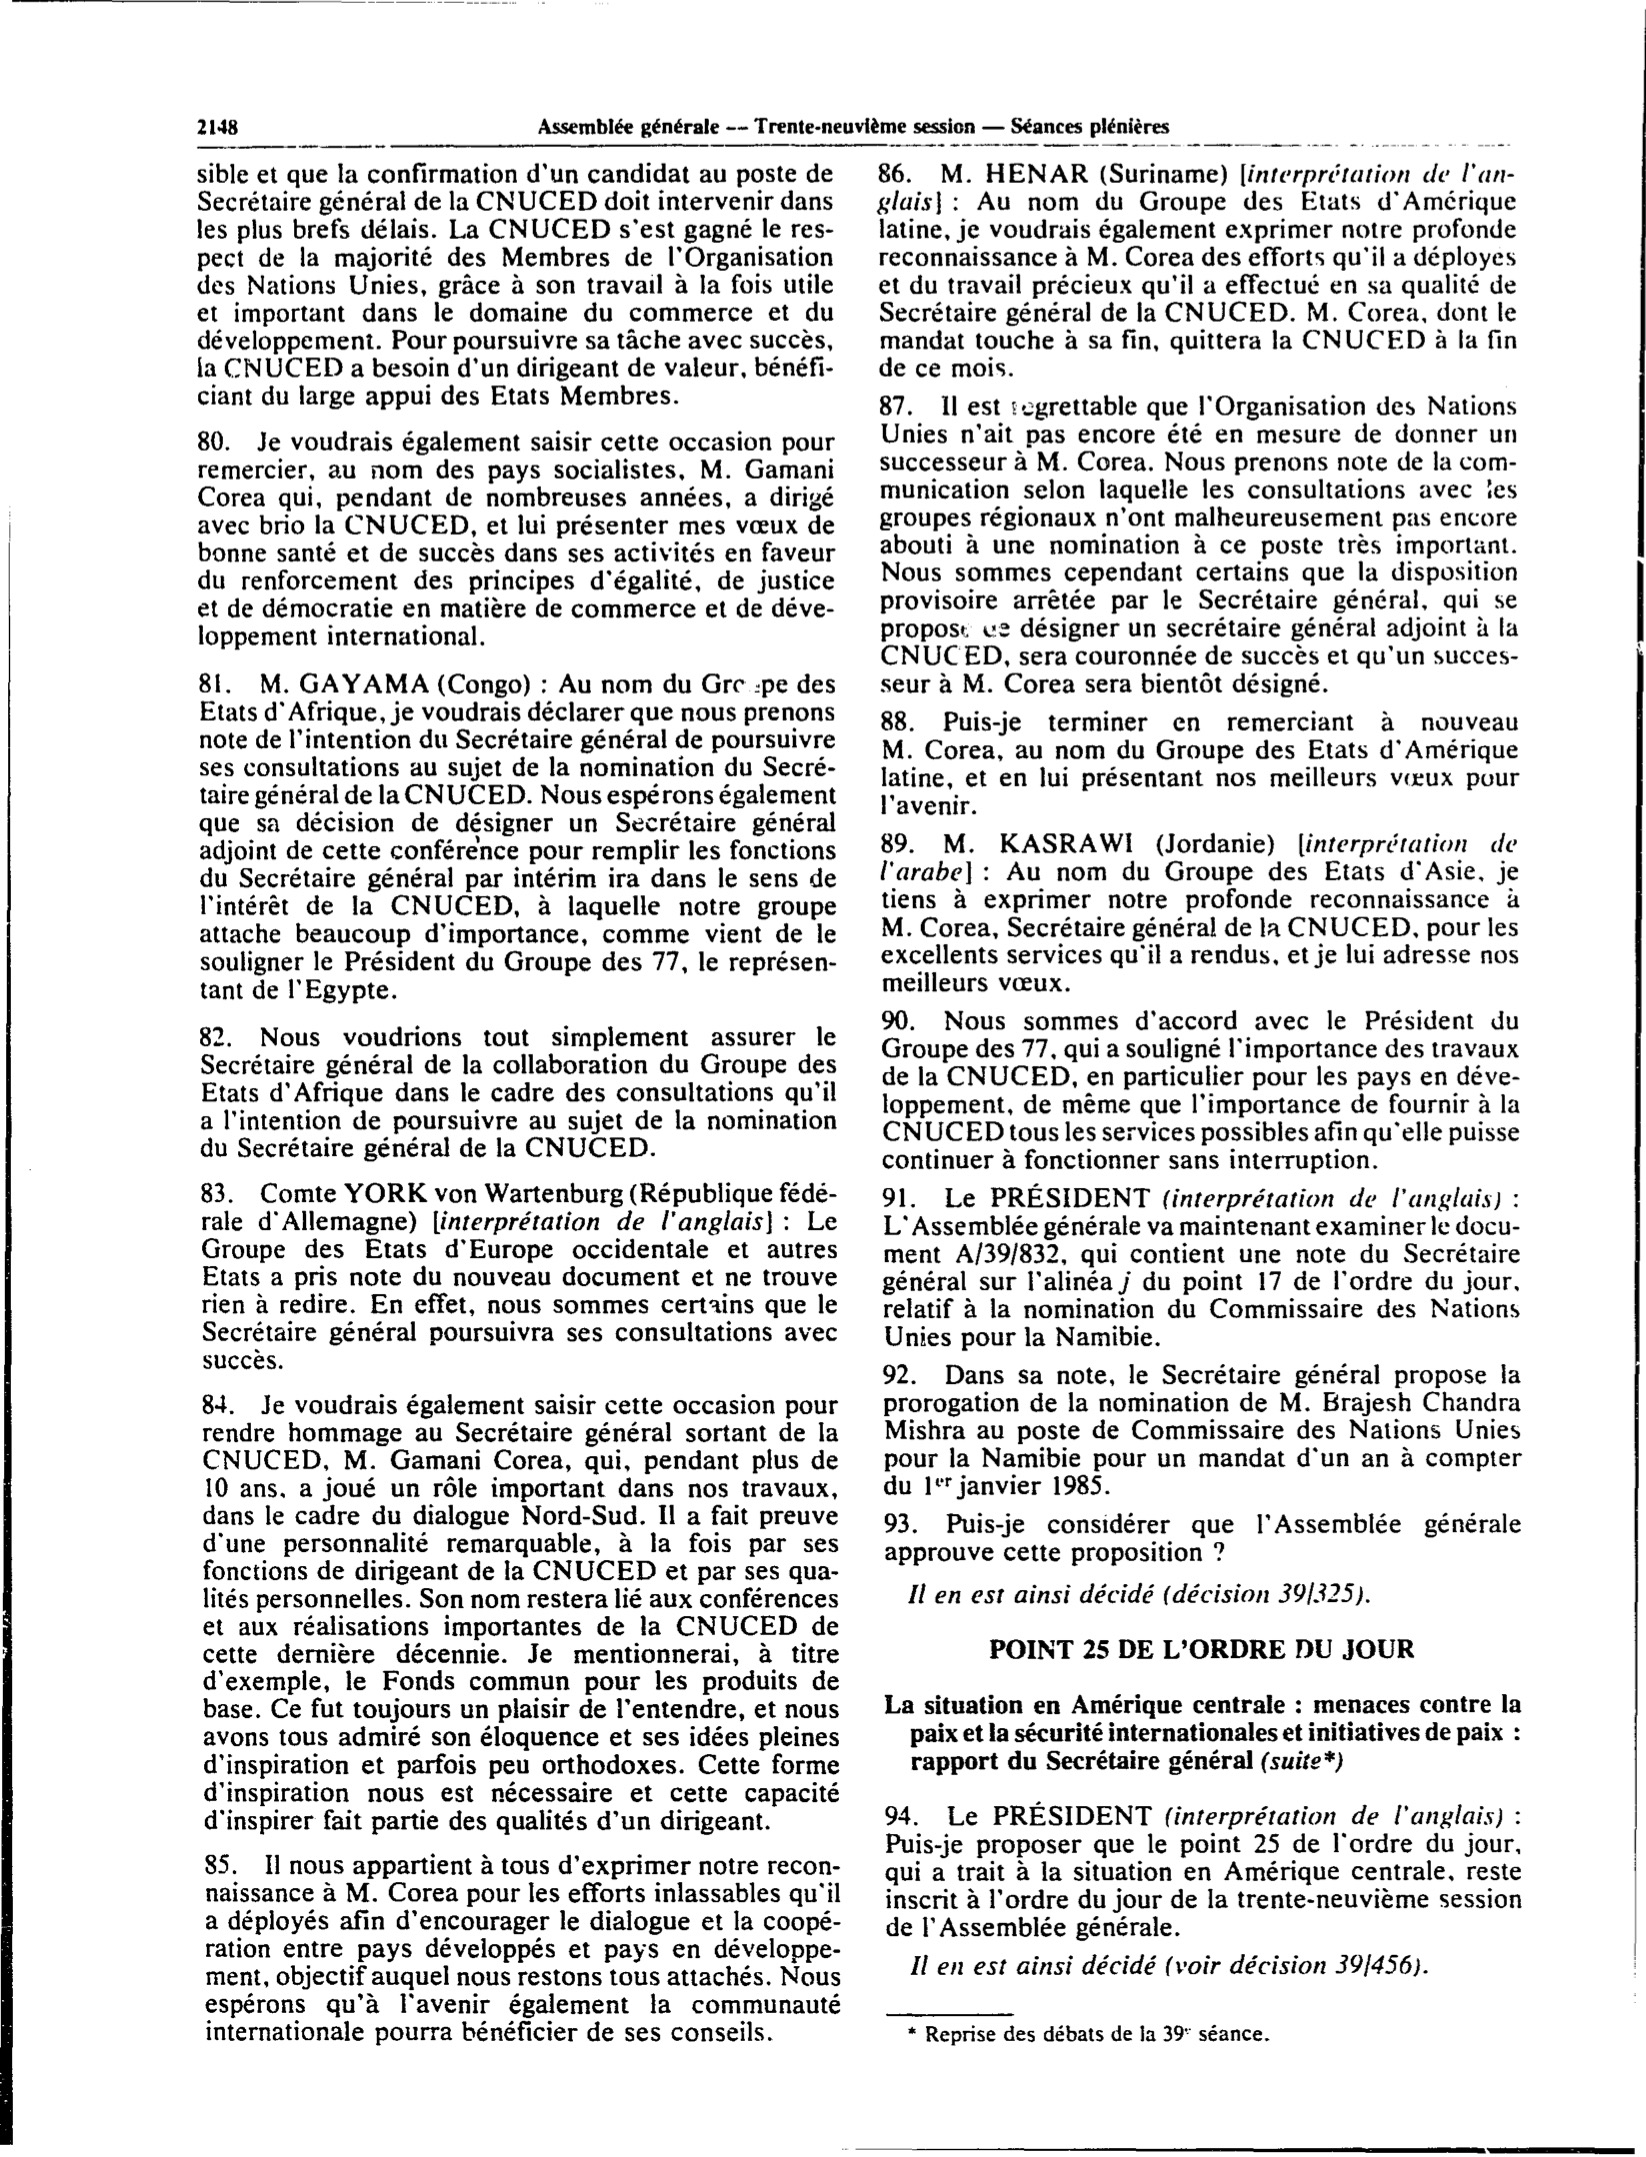 2148
Assemblée générale — Trente-neuvième session — Séances plénières
sible et que la confirmation d'un candidat au poste de
Secrétaire général de la CNUCED doit intervenir dans
les plus brefs délais. La CNUCED s'est gagné le res-
pect de la majorité des Membres de l'Organisation
des Nations Unies, grâce à son travail à la fois utile
et important dans le domaine du commerce et du
développement. Pour poursuivre sa tâche avec succès,
la CNUCED a besoin d'un dirigeant de valeur, bénéfi-
ciant du large appui des Etats Membres.
80. Je voudrais également saisir cette occasion pour
remercier, au nom des pays socialistes, M. Gamani
Corea qui, pendant de nombreuses années, a dirigé
avec brio la CNUCED, et lui présenter mes vœux de
bonne santé et de succès dans ses activités en faveur
du renforcement des principes d'égalité, de justice
et de démocratie en matière de commerce et de déve-
loppement international.
81. M. GAYAMA (Congo) : Au nom du Groupe des
Etats d'Afrique, je voudrais déclarer que nous prenons
note de l'intention du Secrétaire général de poursuivre
ses consultations au sujet de la nomination du Secré-
taire général de la CNUCED. Nous espérons également
que sa décision de désigner un Secrétaire général
adjoint de cette conférence pour remplir les fonctions
du Secrétaire général par intérim ira dans le sens de
l'intérêt de la CNUCED, à laquelle notre groupe
attache beaucoup d'importance, comme vient de le
souligner le Président du Groupe des 77, le représen-
tant de l'Egypte.
82. Nous voudrions tout simplement assurer le
Secrétaire général de la collaboration du Groupe des
Etats d'Afrique dans le cadre des consultations qu'il
a l'intention de poursuivre au sujet de la nomination
du Secrétaire général de la CNUCED.
83. Comte YORK von Wartenburg (République fédé-
rale d'Allemagne) [interprétation de l'anglais] : Le
Groupe des Etats d'Europe occidentale et autres
Etats a pris note du nouveau document et ne trouve
rien à redire. En effet, nous sommes certains que le
Secrétaire général poursuivra ses consultations avec
succès.
84. Je voudrais également saisir cette occasion pour
rendre hommage au Secrétaire général sortant de la
CNUCED, M. Gamani Corea, qui, pendant plus de
10 ans, a joué un rôle important dans nos travaux,
dans le cadre du dialogue Nord-Sud. Il a fait preuve
d'une personnalité remarquable, à la fois par ses
fonctions de dirigeant de la CNUCED et par ses qua-
lités personnelles. Son nom restera lié aux conférences
et aux réalisations importantes de la CNUCED de
cette dernière décennie. Je mentionnerai, à titre
d'exemple, le Fonds commun pour les produits de
base. Ce fut toujours un plaisir de l'entendre, et nous
avons tous admiré son éloquence et ses idées pleines
d'inspiration et parfois peu orthodoxes. Cette forme
d'inspiration nous est nécessaire et cette capacité
d'inspirer fait partie des qualités d'un dirigeant.
85. Il nous appartient à tous d'exprimer notre recon-
naissance à M. Corea pour les efforts inlassables qu'il
a déployés afin d'encourager le dialogue et la coopé-
ration entre pays développés et pays en développe-
ment, objectif auquel nous restons tous attachés. Nous
espérons qu'à l'avenir également la communauté
internationale pourra bénéficier de ses conseils.
86. M. HENAR (Suriname) [interprétation de l'an-
glais] : Au nom du Groupe des Etats d'Amérique
latine, je voudrais également exprimer notre profonde
reconnaissance à M. Corea des efforts qu'il a déployés
et du travail précieux qu'il a effectué en sa qualité de
Secrétaire général de la CNUCED. M. Corea, dont le
mandat touche à sa fin, quittera la CNUCED à la fin
de ce mois.
87. Il est regrettable que l'Organisation des Nations
Unies n'ait pas encore été en mesure de donner un
successeur à M. Corea. Nous prenons note de la com-
munication selon laquelle les consultations avec les
groupes régionaux n'ont malheureusement pas encore
abouti à une nomination à ce poste très important.
Nous sommes cependant certains que la disposition
provisoire arrêtée par le Secrétaire général, qui se
propose de désigner un secrétaire général adjoint à la
CNUCED, sera couronnée de succès et qu'un succes-
seur à M. Corea sera bientôt désigné.
88. Puis-je terminer en remerciant à nouveau
M. Corea, au nom du Groupe des Etats d'Amérique
latine, et en lui présentant nos meilleurs vœux pour
l'avenir.
89. M. KASRAWI (Jordanie) [interprétation de
l'arabe] : Au nom du Groupe des Etats d'Asie, je
tiens à exprimer notre profonde reconnaissance à
M. Corea, Secrétaire général de la CNUCED, pour les
excellents services qu'il a rendus, et je lui adresse nos
meilleurs vœux.
90. Nous sommes d'accord avec le Président du
Groupe des 77, qui a souligné l'importance des travaux
de la CNUCED, en particulier pour les pays en déve-
loppement, de même que l'importance de fournir à la
CNUCED tous les services possibles afin qu'elle puisse
continuer à fonctionner sans interruption.
91. Le PRÉSIDENT (interprétation de l'anglais) :
L'Assemblée générale va maintenant examiner le docu-
ment A/39/832, qui contient une note du Secrétaire
général sur l'alinéa j du point 17 de l'ordre du jour,
relatif à la nomination du Commissaire des Nations
Unies pour la Namibie.
92. Dans sa note, le Secrétaire général propose la
prorogation de la nomination de M. Brajesh Chandra
Mishra au poste de Commissaire des Nations Unies
pour la Namibie pour un mandat d'un an à compter
du 1er janvier 1985.
93. Puis-je considérer que l'Assemblée générale
approuve cette proposition ?
Il en est ainsi décidé (décision 39/325).
POINT 25 DE L'ORDRE DU JOUR
La situation en Amérique centrale : menaces contre la
paix et la sécurité internationales et initiatives de paix :
rapport du Secrétaire général (suite*)
94. Le PRÉSIDENT (interprétation de l'anglais) :
Puis-je proposer que le point 25 de l'ordre du jour,
qui a trait à la situation en Amérique centrale, reste
inscrit à l'ordre du jour de la trente-neuvième session
de l'Assemblée générale.
Il en est ainsi décidé (voir décision 39/456).
* Reprise des débats de la 39e séance.